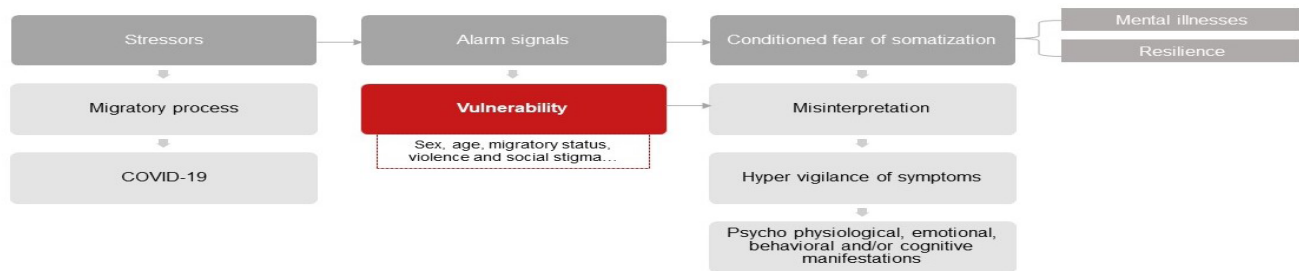 Stressors
Alarm signals
Conditioned fear of somatization
Mental illnesses
Resilience
Migratory process
Vulnerability
Misinterpretation
Sex, age, migratory status,
violence and social stigma...
COVID-19
Hyper vigilance of symptoms
Psycho physiological, emotional,
behavioral and/or cognitive
manifestations